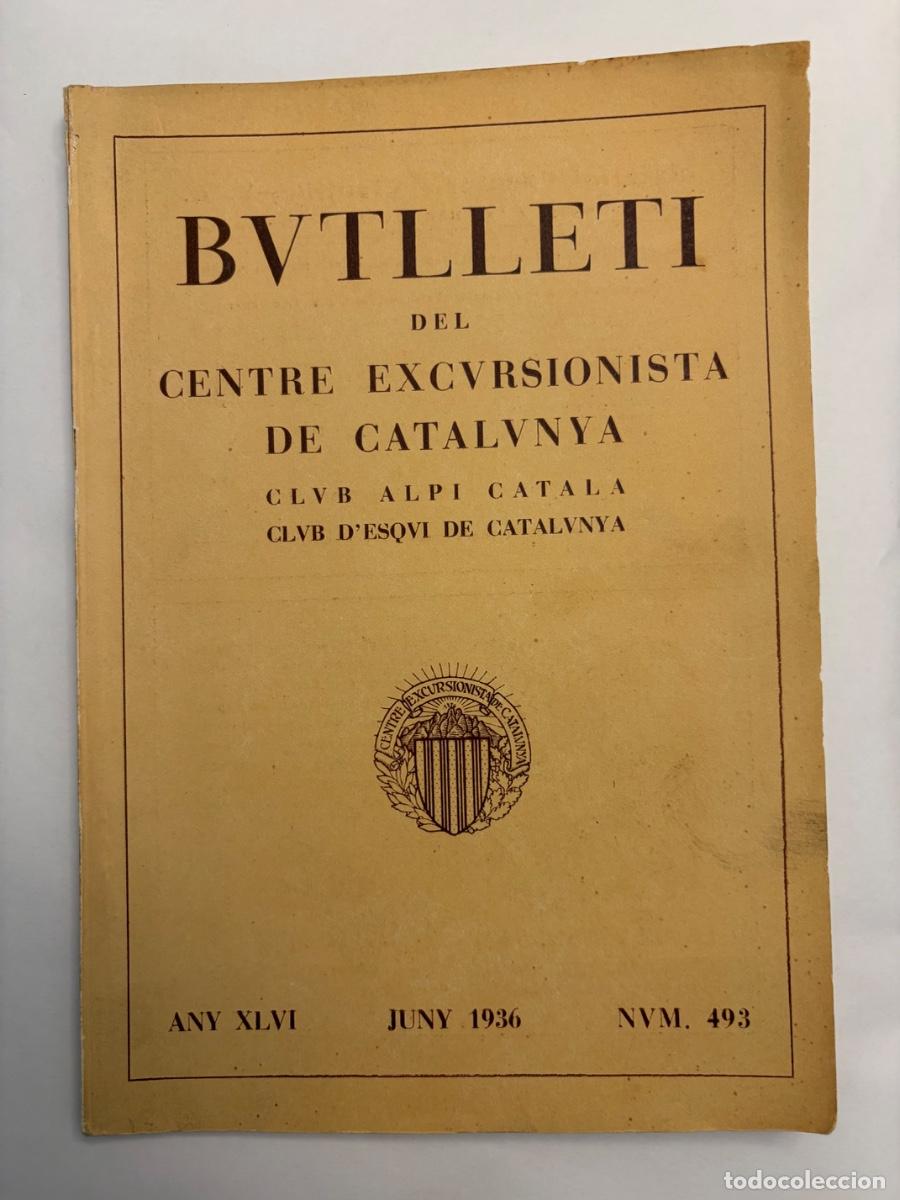 BVTLLETI
DEL
CENTRE EXCVRSIONISTA
DE CATALVNYA
CLVB ALPI CATALA
CLVB D'ESQVI DE CATALVNYA
CENTRE EXCURSIONISTA DE CATALUNYA
ANY XLVI JUNY 1936 NVM. 493
todocoleccion